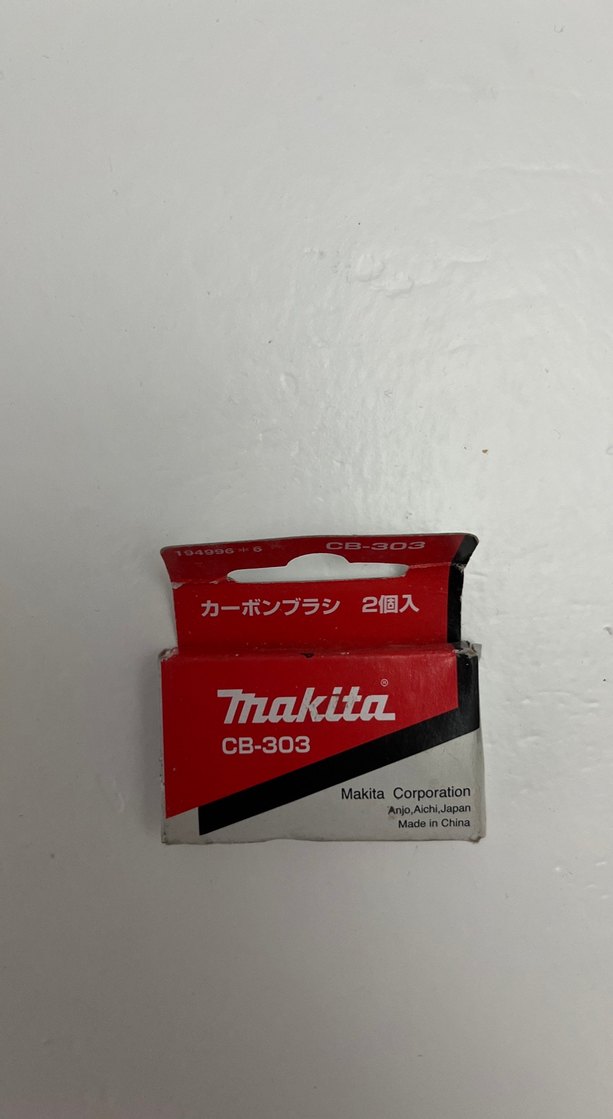 194996＊6 CB-303
カーボンブラシ 2個入
makita®
CB-303
Makita Corporation
Anjo,Aichi,Japan
Made in China